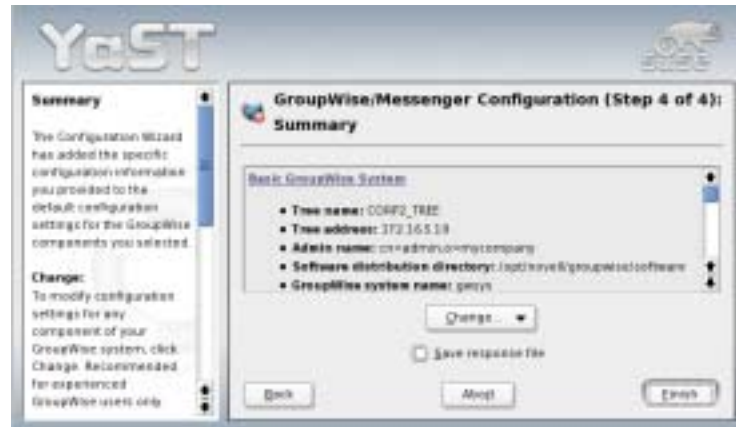 YaST
SUSE
Summary
The Configuration Wizard
has added the specific
configuration information
you provided to the
default configuration
settings for the GroupWise
components you selected.
Change:
To modify configuration
settings for any
component of your
GroupWise system, click
Change. Recommended
for experienced
GroupWise users only.
GroupWise/Messenger Configuration (Step 4 of 4):
Summary
Basic GroupWise System
• Tree name: CORP2_TREE
• Tree address:
• Admin name: cn=admin,o=mycompany
• Software distribution directory: /opt/novell/groupwise/software
• GroupWise system name: gwsys
Change...
Save response file
Back
Abort
Finish